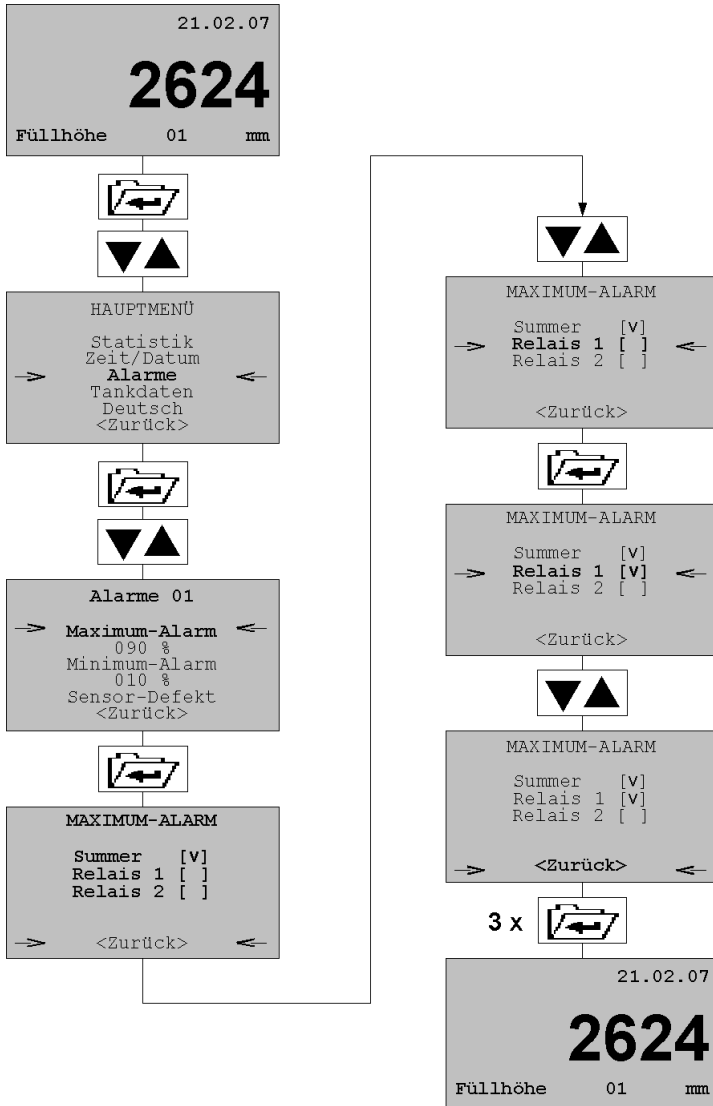 21.02.07
2624
Füllhöhe 01 mm
HAUPTMENÜ
Statistik
Zeit/Datum
Alarme
Tankdaten
Deutsch
<Zurück>
Alarme 01
Maximum-Alarm
090 %
Minimum-Alarm
010 %
Sensor-Defekt
<Zurück>
MAXIMUM-ALARM
Summer [v]
Relais 1 [ ]
Relais 2 [ ]
<Zurück>
MAXIMUM-ALARM
Summer [v]
Relais 1 [ ]
Relais 2 [ ]
<Zurück>
MAXIMUM-ALARM
Summer [v]
Relais 1 [v]
Relais 2 [ ]
<Zurück>
MAXIMUM-ALARM
Summer [v]
Relais 1 [v]
Relais 2 [ ]
<Zurück>
3 x
21.02.07
2624
Füllhöhe 01 mm